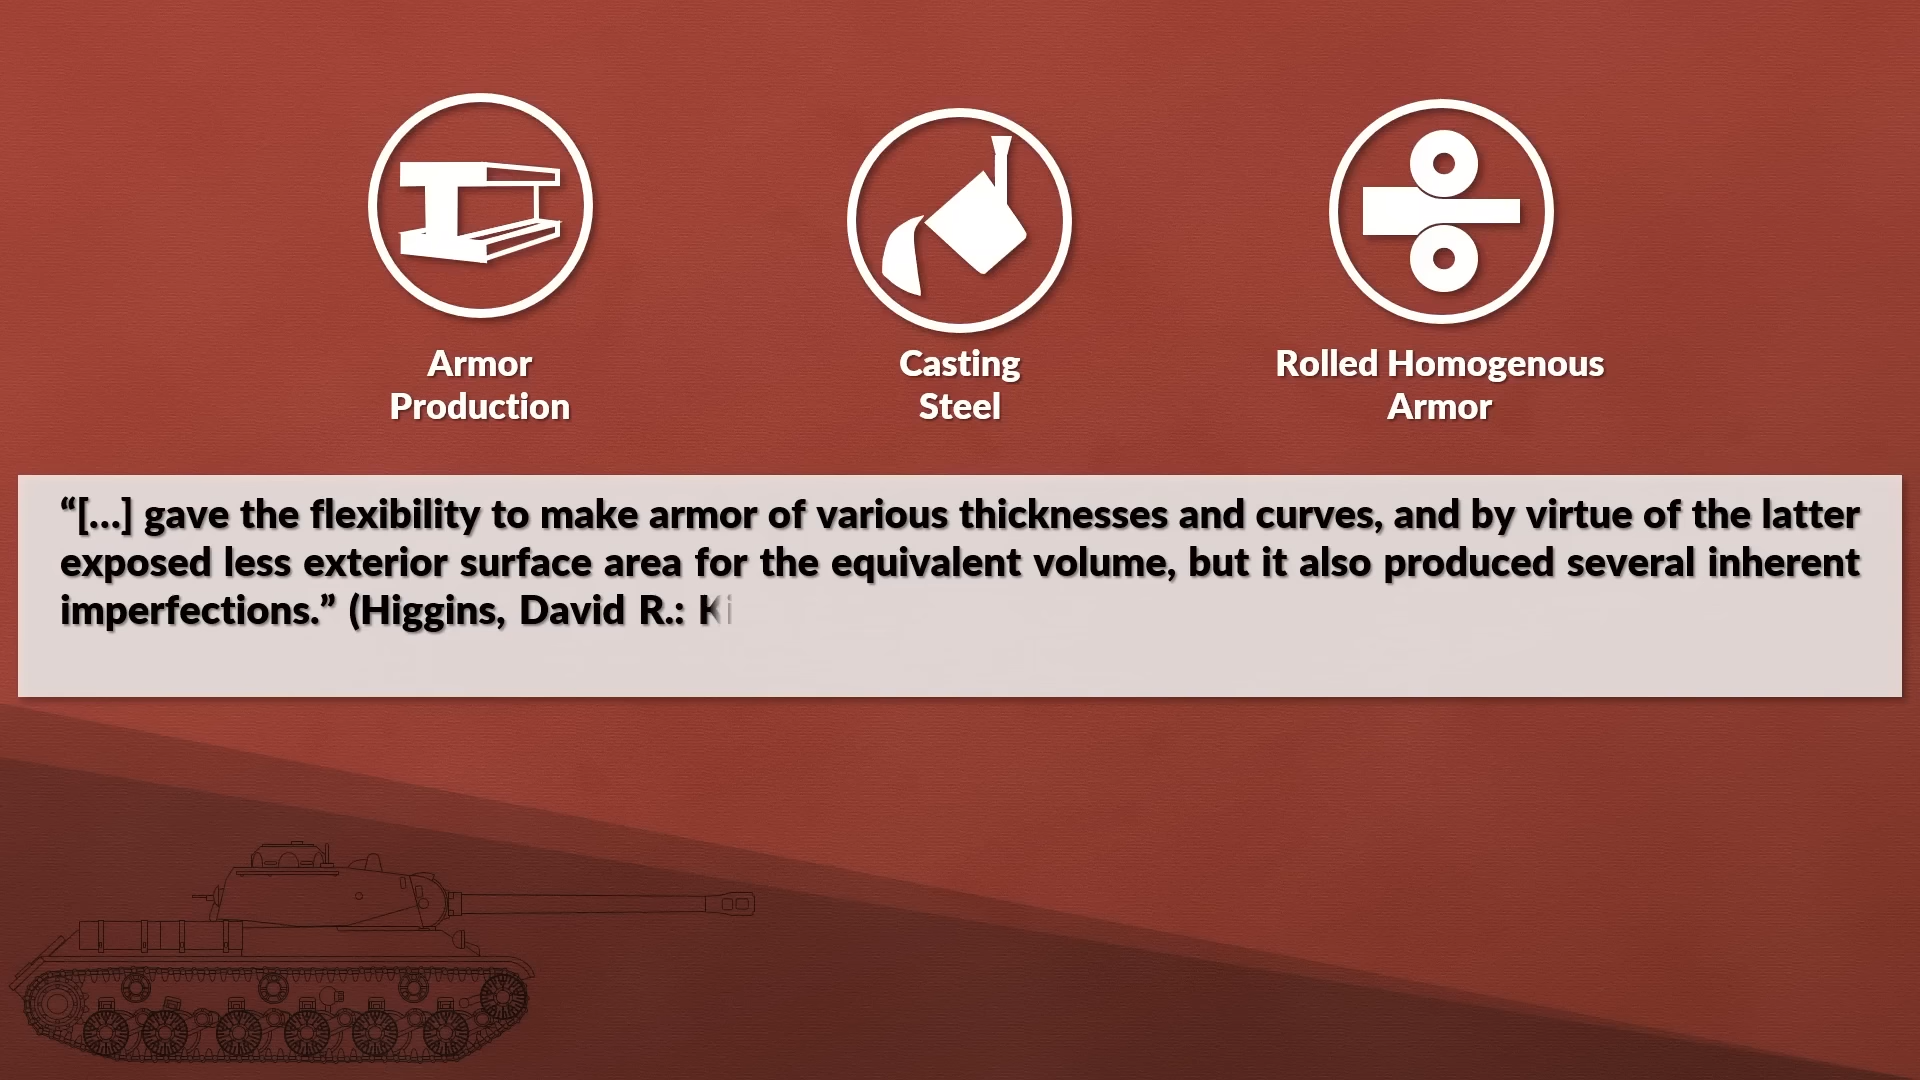 Armor
Production
Casting
Steel
Rolled Homogenous
Armor
“[…] gave the flexibility to make armor of various thicknesses and curves, and by virtue of the latter
exposed less exterior surface area for the equivalent volume, but it also produced several inherent
imperfections.” (Higgins, David R.: Ki